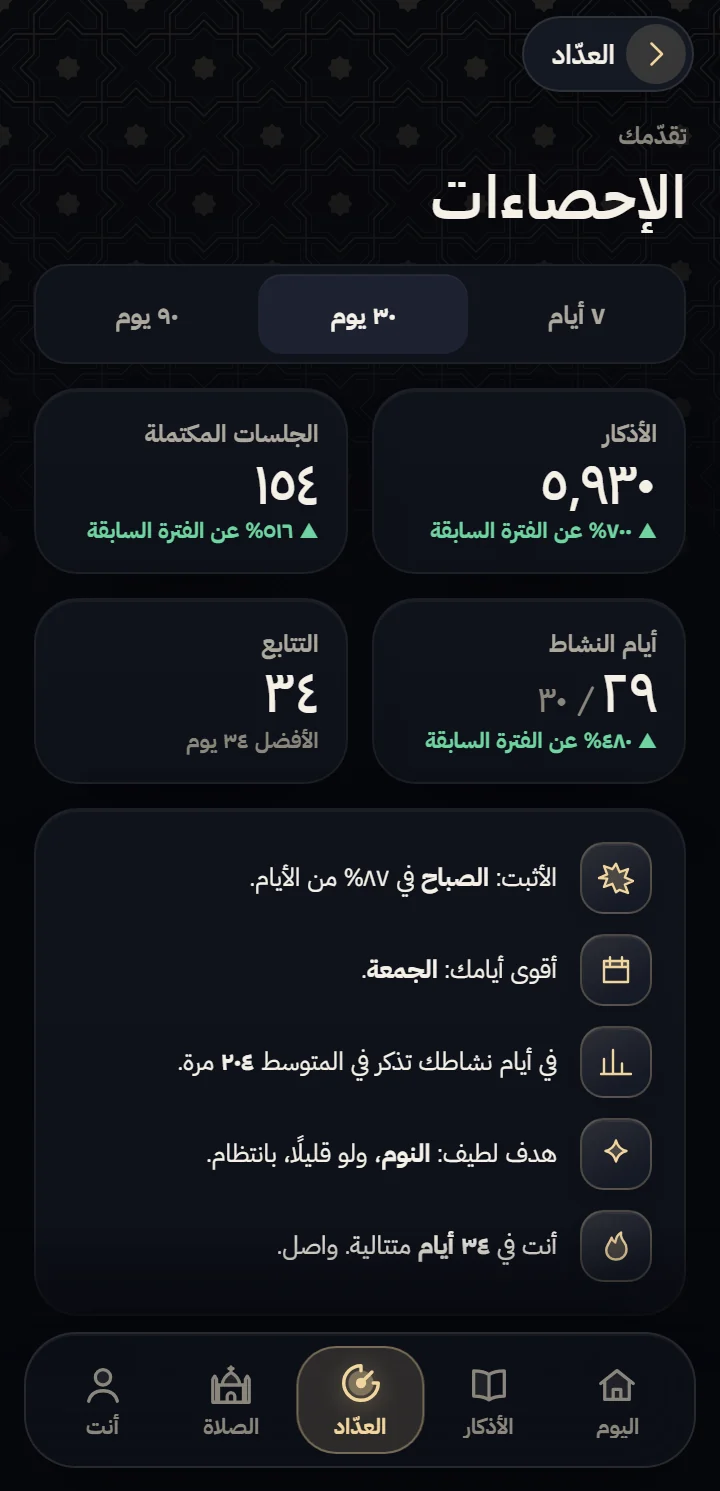 العدّاد
تقدّمك
الإحصاءات
٧ أيام
٣٠ يوم
٩٠ يوم
الأذكار
٥,٩٣٠
▲ ٧٠٠% عن الفترة السابقة
الجلسات المكتملة
١٥٤
▲ ٥١٦% عن الفترة السابقة
أيام النشاط
٢٩ / ٣٠
▲ ٤٨٠% عن الفترة السابقة
التتابع
٣٤
الأفضل ٣٤ يوم
الأثبت: الصباح في ٨٧% من الأيام.
أقوى أيامك: الجمعة.
في أيام نشاطك تذكر في المتوسط ٢٠٤ مرة.
هدف لطيف: النوم، ولو قليلًا، بانتظام.
أنت في ٣٤ أيام متتالية. واصل.
اليوم
الأذكار
العدّاد
الصلاة
أنت